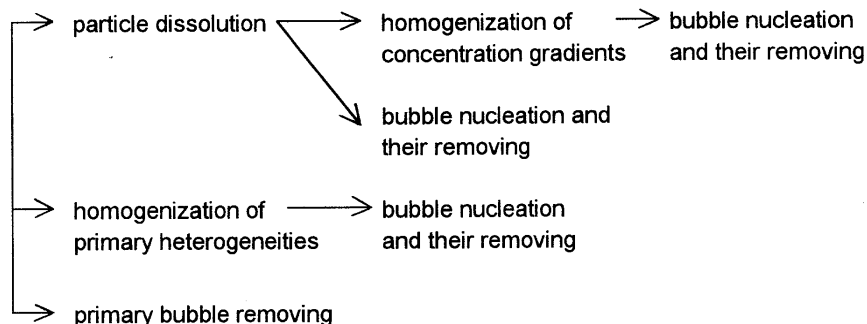 particle dissolution
homogenization of
concentration gradients
bubble nucleation
and their removing
bubble nucleation and
their removing
homogenization of
primary heterogeneities
bubble nucleation
and their removing
primary bubble removing